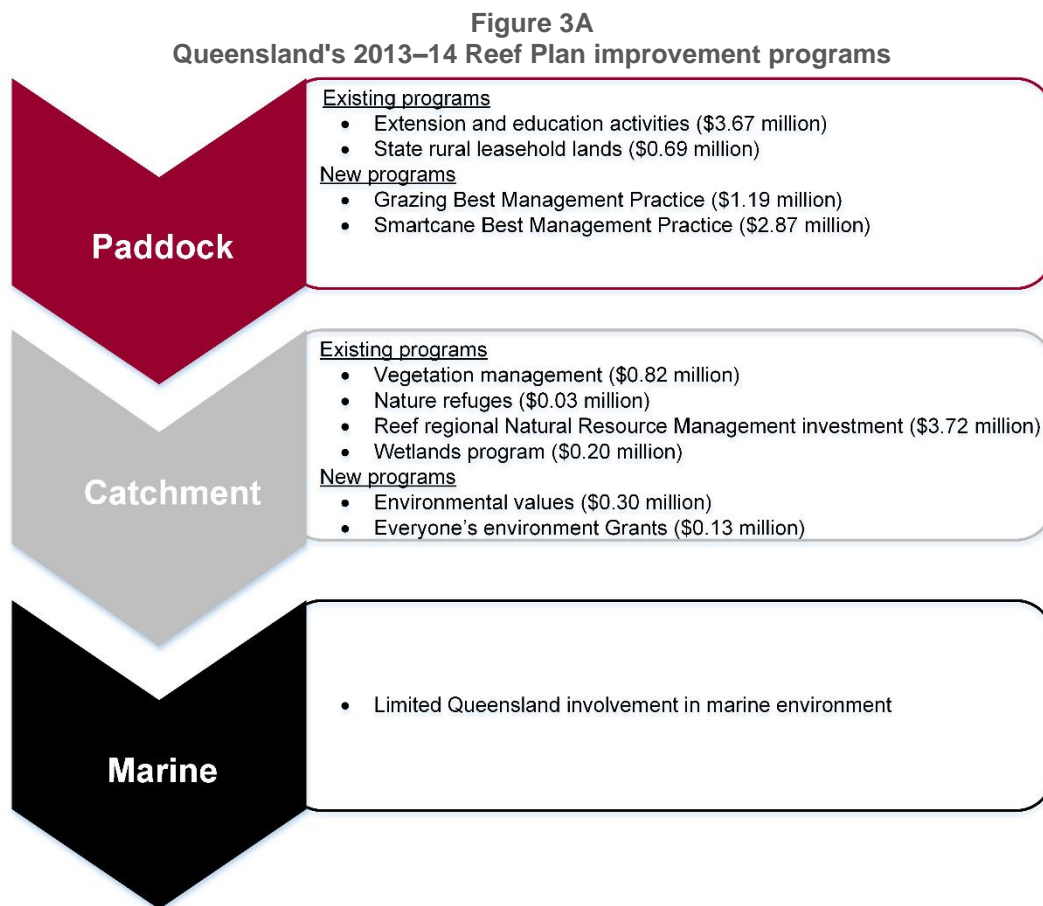 Figure 3A
Queensland's 2013–14 Reef Plan improvement programs
Paddock
Existing programs
• Extension and education activities ($3.67 million)
• State rural leasehold lands ($0.69 million)
New programs
• Grazing Best Management Practice ($1.19 million)
• Smartcane Best Management Practice ($2.87 million)
Catchment
Existing programs
• Vegetation management ($0.82 million)
• Nature refuges ($0.03 million)
• Reef regional Natural Resource Management investment ($3.72 million)
• Wetlands program ($0.20 million)
New programs
• Environmental values ($0.30 million)
• Everyone’s environment Grants ($0.13 million)
Marine
• Limited Queensland involvement in marine environment